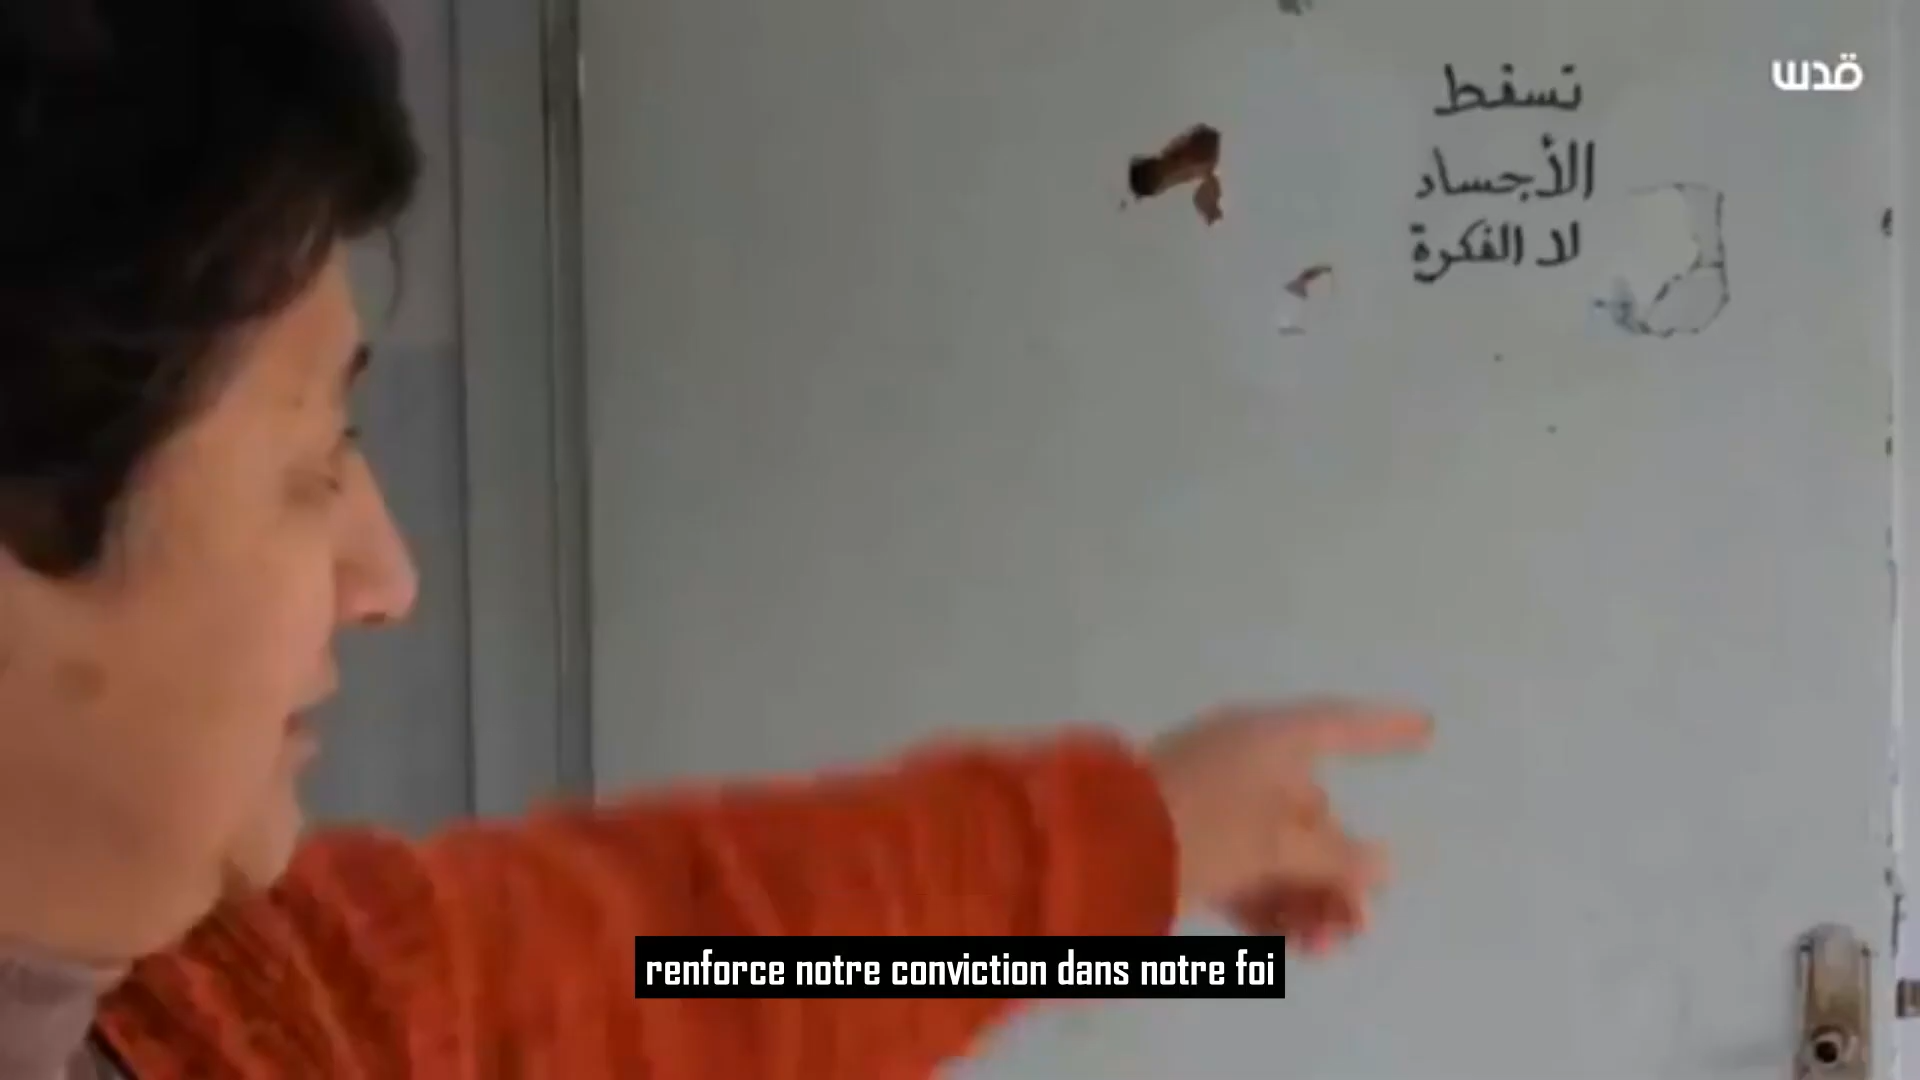 قدس
تسقط
الأجساد
لا الفكرة
renforce notre conviction dans notre foi